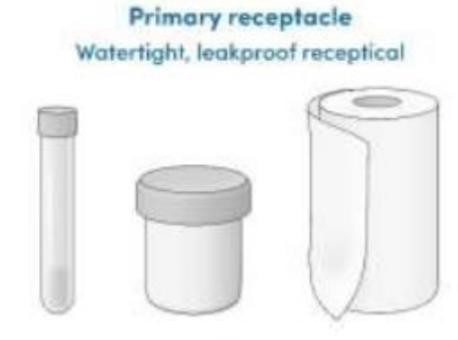 Primary receptacle
Watertight, leakproof receptical